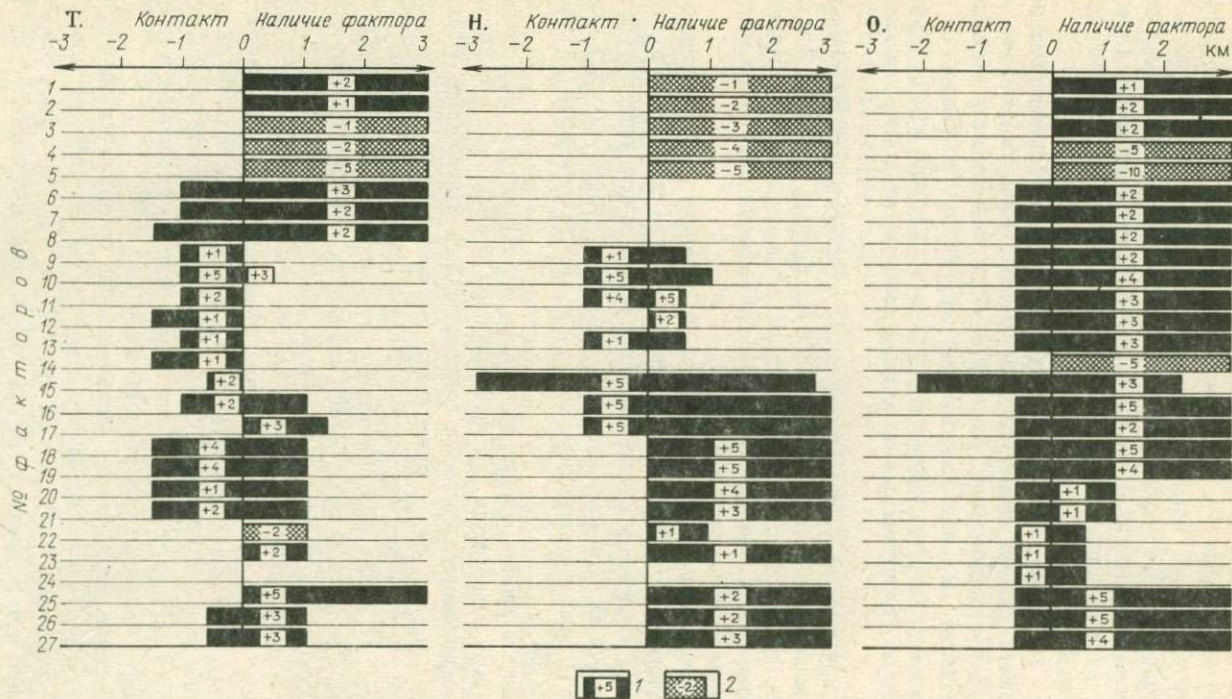 Т. Контакт Наличие фактора Н. Контакт Наличие фактора О. Контакт Наличие фактора
-3 -2 -1 0 1 2 3 -3 -2 -1 0 1 2 3 -3 -2 -1 0 1 2 км
№ факторов
1 +2 -1 +1
2 +1 -2 +2
3 -1 -3 +2
4 -2 -4 -5
5 -5 -5 -10
6 +3 +2
7 +2 +2
8 +2 +2
9 +1 +1 +2
10 +5 +3 +5 +4
11 +2 +4 +5 +3
12 +1 +2 +3
13 +1 +1 +3
14 +1 -5
15 +2 +5 +3
16 +2 +5 +5
17 +3 +5 +2
18 +4 +5 +5
19 +4 +5 +4
20 +1 +4 +1
21 +2 +3 +1
22 -2 +1 +1
23 +2 +1 +1
24 +1
25 +5 +2 +5
26 +3 +2 +5
27 +3 +3 +4
+5 1 -2 2